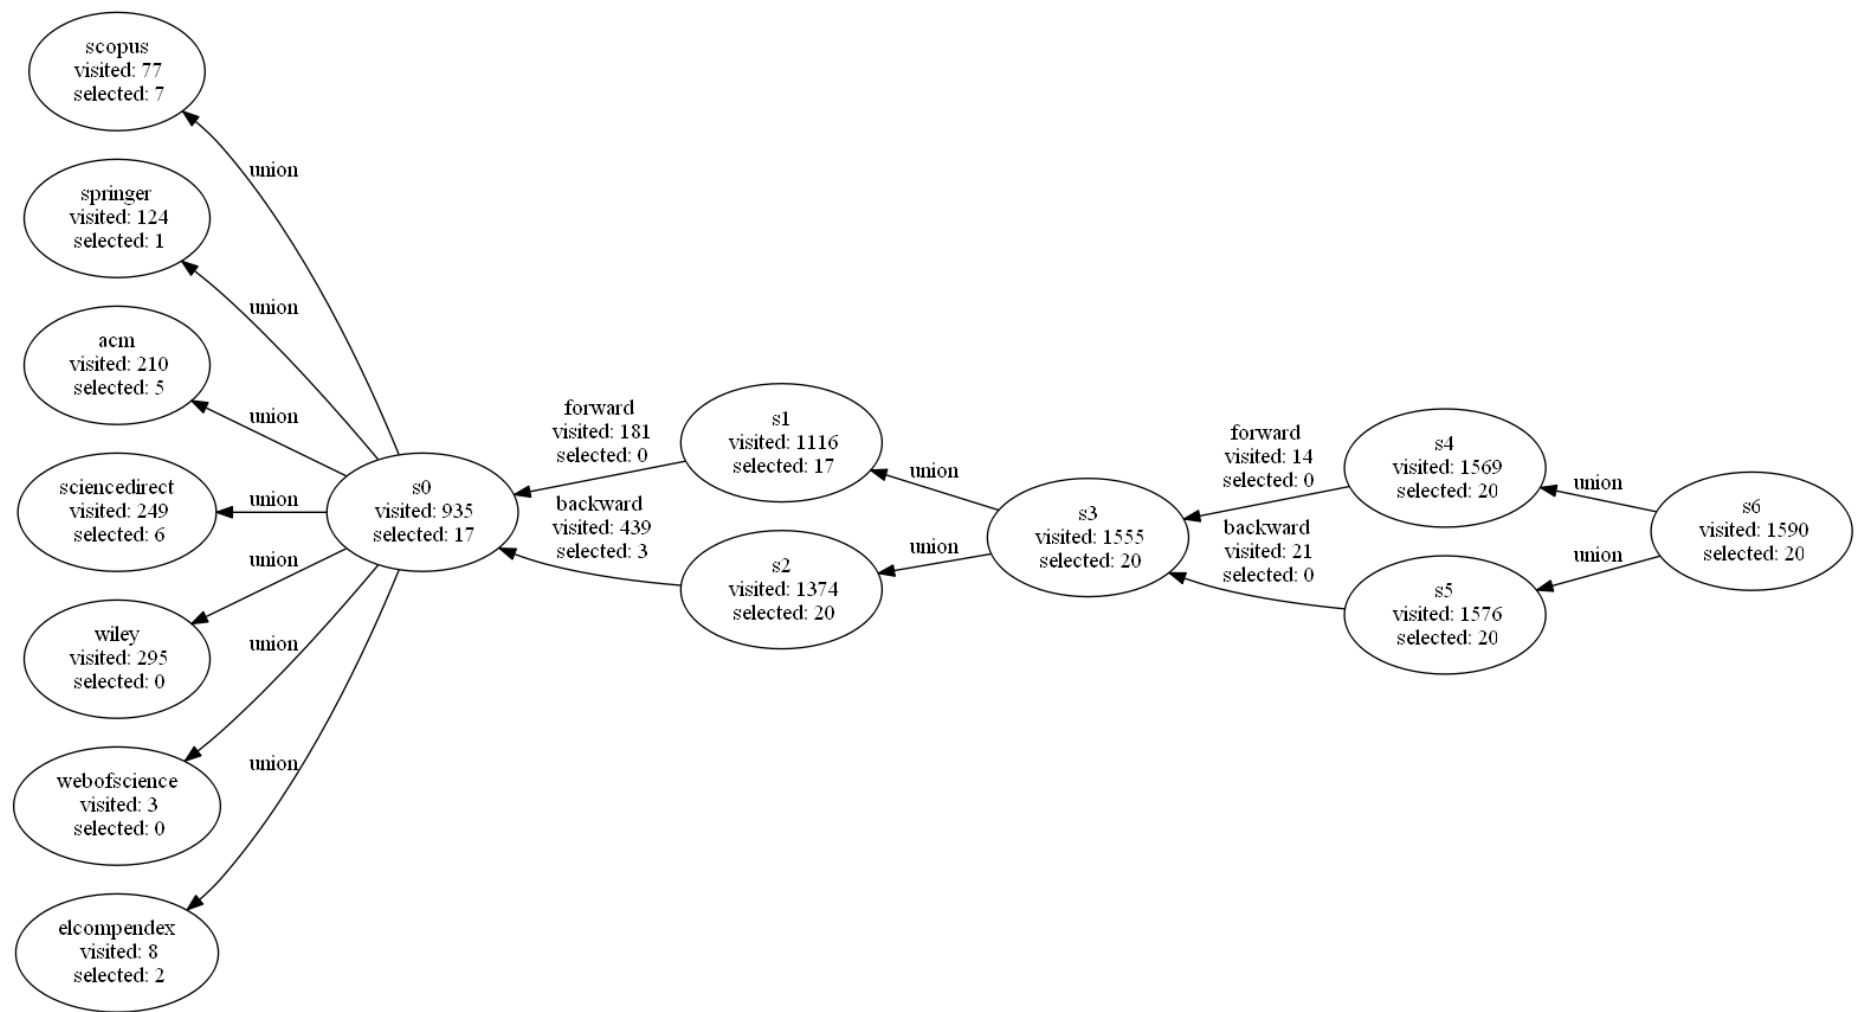 scopus
visited: 77
selected: 7
union
springer
visited: 124
selected: 1
union
acm
visited: 210
selected: 5
union
sciencedirect
visited: 249
selected: 6
union
wiley
visited: 295
selected: 0
union
webofscience
visited: 3
selected: 0
union
elcompendex
visited: 8
selected: 2
union
s0
visited: 935
selected: 17
forward
visited: 181
selected: 0
backward
visited: 439
selected: 3
s1
visited: 1116
selected: 17
s2
visited: 1374
selected: 20
union
union
s3
visited: 1555
selected: 20
forward
visited: 14
selected: 0
backward
visited: 21
selected: 0
s4
visited: 1569
selected: 20
s5
visited: 1576
selected: 20
union
union
s6
visited: 1590
selected: 20